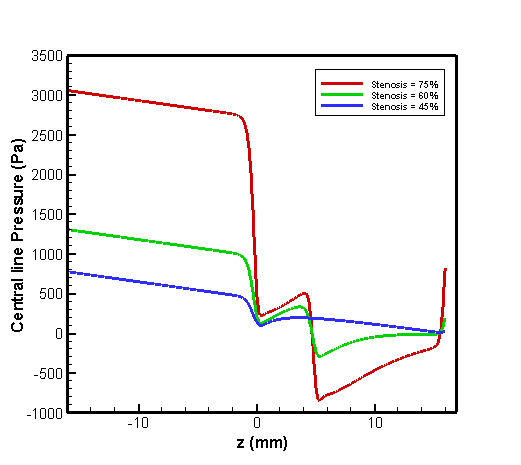 3500
3000
2500
2000
1500
1000
500
0
-500
-1000
Central line Pressure (Pa)
Stenosis = 75%
Stenosis = 60%
Stenosis = 45%
-10
0
10
z (mm)